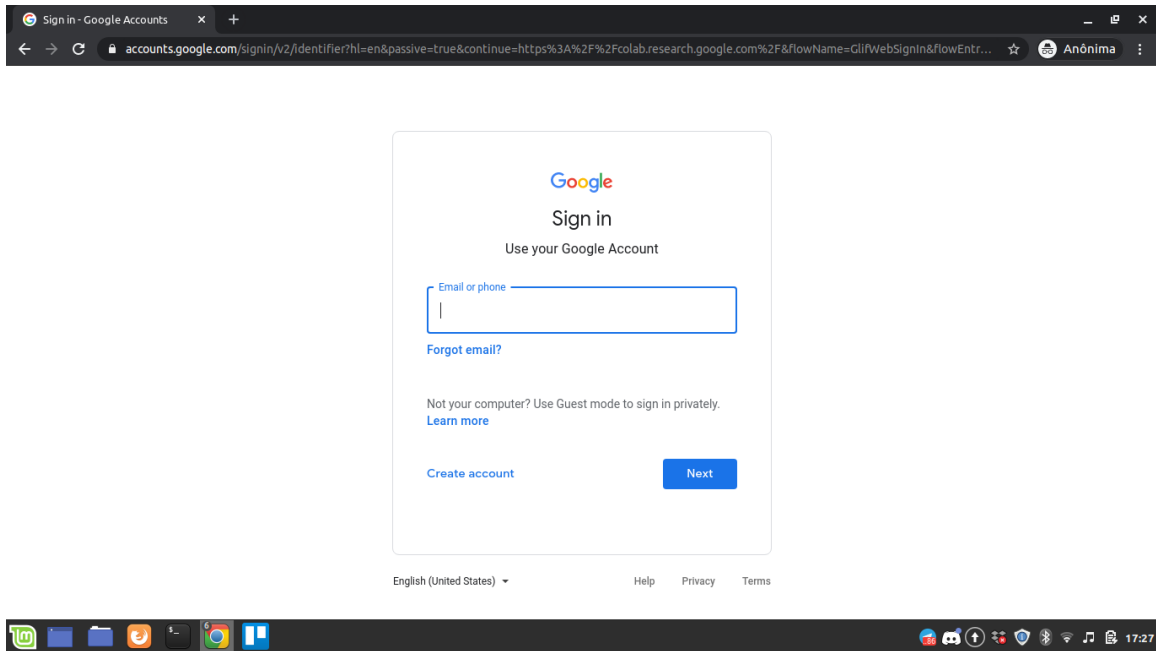 Sign in - Google Accounts
accounts.google.com/signin/v2/identifier?hl=en&passive=true&continue=https%3A%2F%2Fcolab.research.google.com%2F&flowName=GlifWebSignIn&flowEntr...
Anônima
Google
Sign in
Use your Google Account
Email or phone
Forgot email?
Not your computer? Use Guest mode to sign in privately.
Learn more
Create account
Next
English (United States)
Help Privacy Terms
6
86
17:27